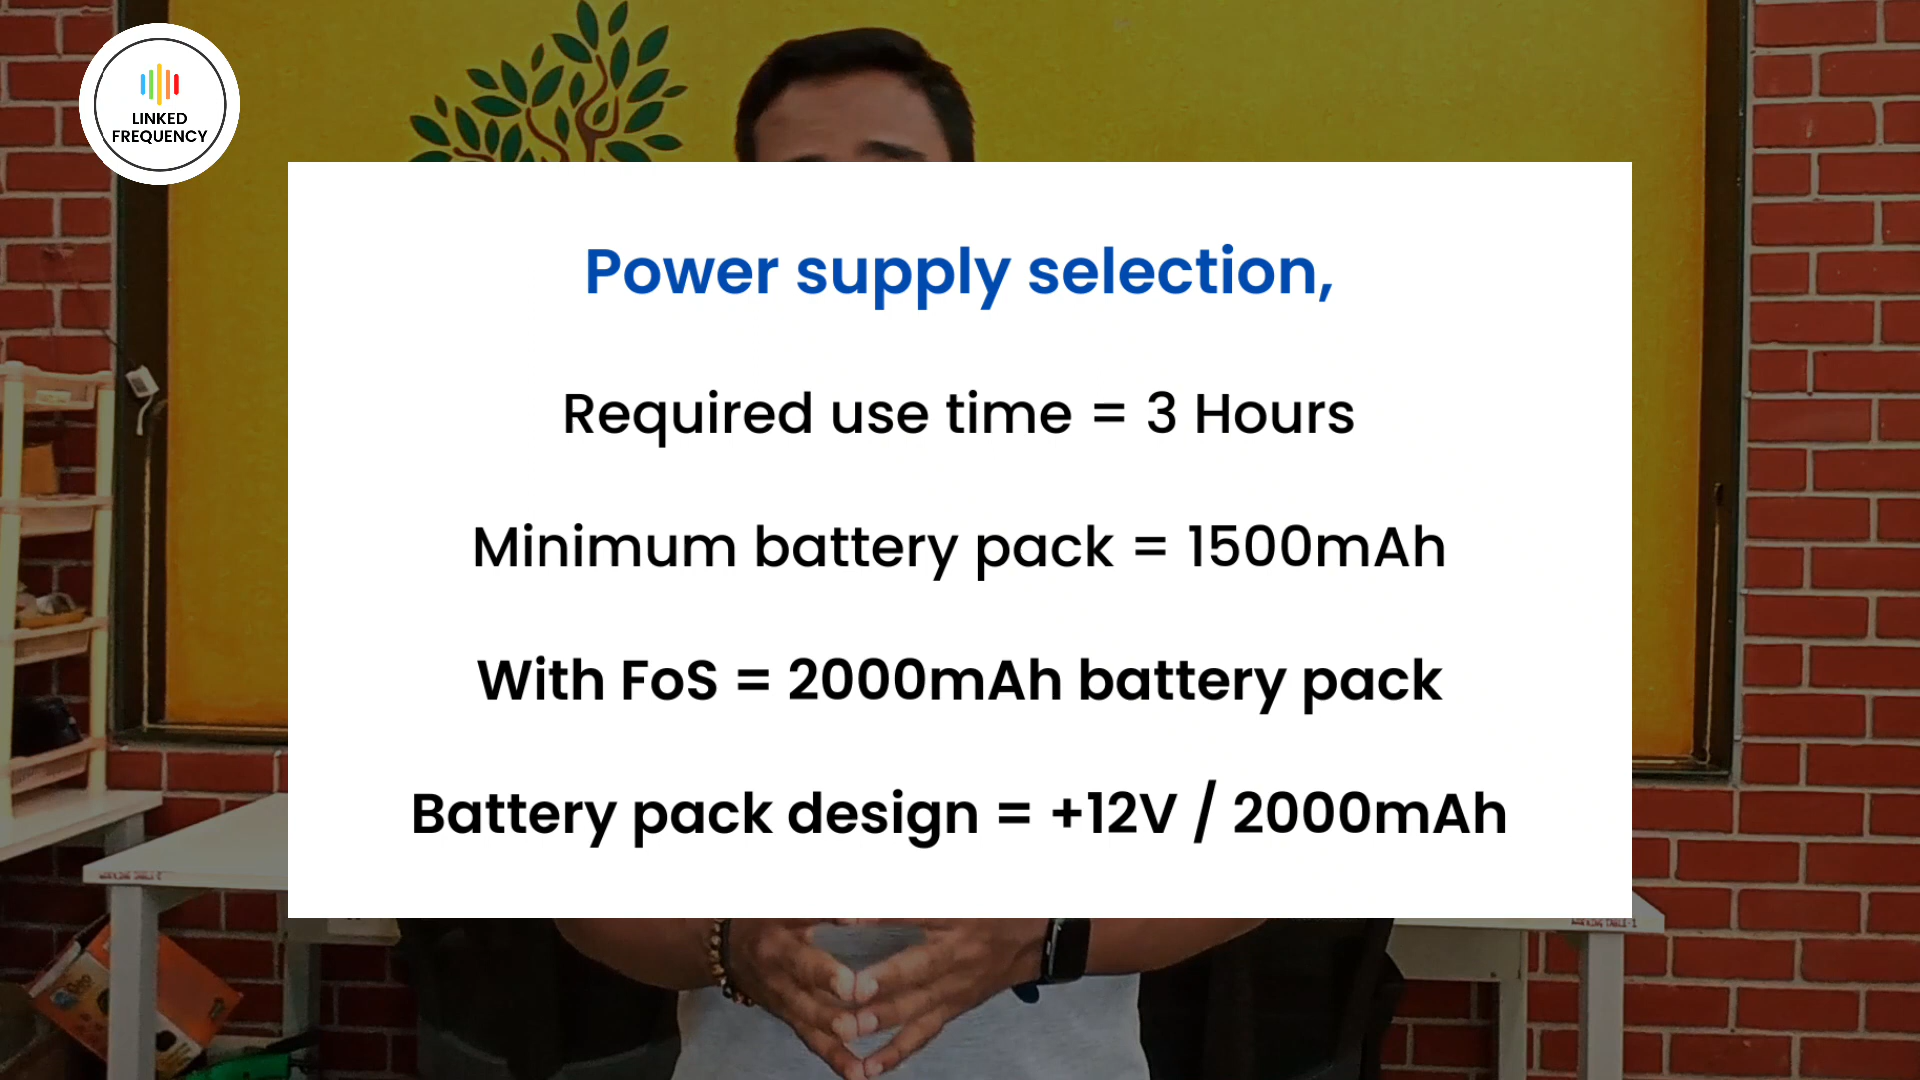 LINKED
FREQUENCY
Power supply selection,
Required use time = 3 Hours
Minimum battery pack = 1500mAh
With FoS = 2000mAh battery pack
Battery pack design = +12V / 2000mAh